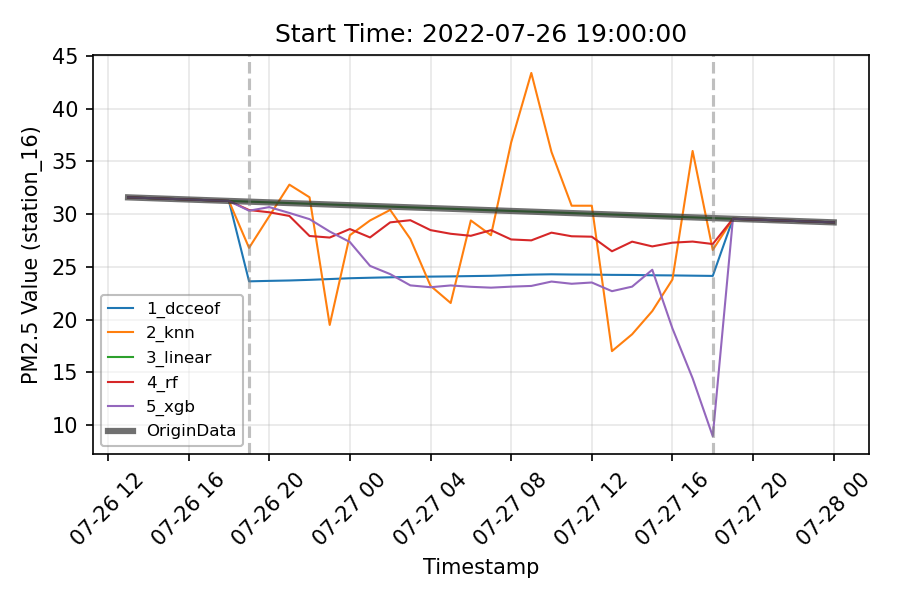 Start Time: 2022-07-26 19:00:00
PM2.5 Value (station_16)
45
40
35
30
25
20
15
10
1_dcceof
2_knn
3_linear
4_rf
5_xgb
OriginData
07-26 12
07-26 16
07-26 20
07-27 00
07-27 04
07-27 08
07-27 12
07-27 16
07-27 20
07-28 00
Timestamp